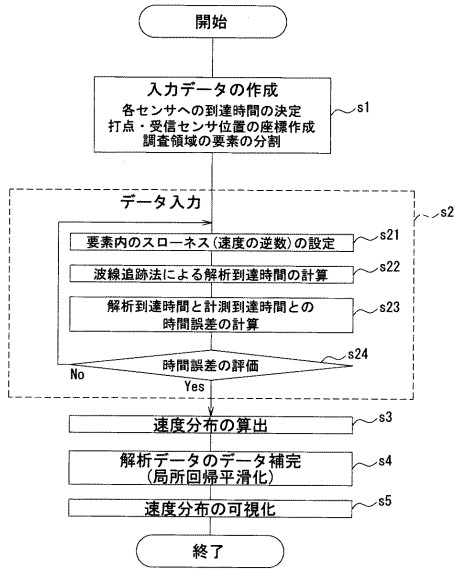 開始
入力データの作成
各センサへの到達時間の決定
打点・受信センサ位置の座標作成
調査領域の要素の分割
s1
データ入力
s2
要素内のスローネス(速度の逆数)の設定
s21
波線追跡法による解析到達時間の計算
s22
解析到達時間と計測到達時間との
時間誤差の計算
s23
時間誤差の評価
s24
No
Yes
速度分布の算出
s3
解析データのデータ補完
(局所回帰平滑化)
s4
速度分布の可視化
s5
終了